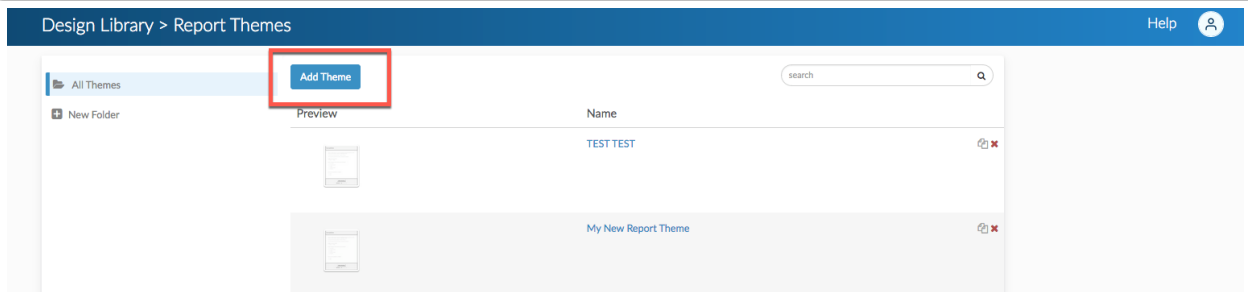 Design Library > Report Themes
Help
All Themes
New Folder
Add Theme
search
Preview Name
TEST TEST
My New Report Theme